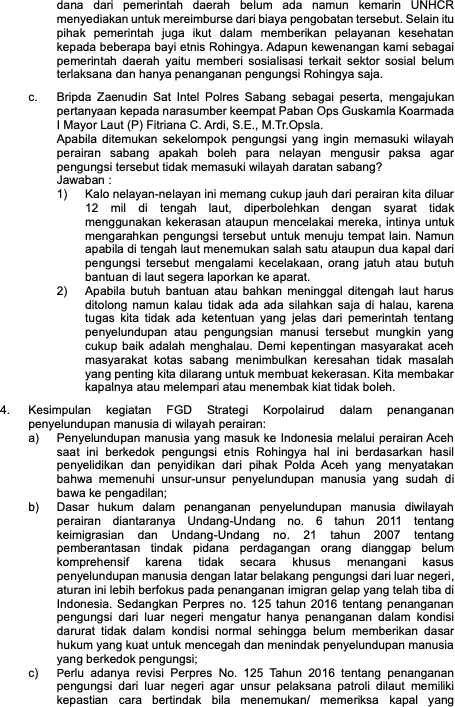 dana dari pemerintah daerah belum ada namun kemarin UNHCR
menyediakan untuk mereimburse dari biaya pengobatan tersebut. Selain itu
pihak pemerintah juga ikut dalam memberikan pelayanan kesehatan
kepada beberapa bayi etnis Rohingya. Adapun kewenangan kami sebagai
pemerintah daerah yaitu memberi sosialisasi terkait sektor sosial belum
terlaksana dan hanya penanganan pengungsi Rohingya saja.
c. Bripda Zaenudin Sat Intel Polres Sabang sebagai peserta, mengajukan
pertanyaan kepada narasumber keempat Paban Ops Guskamla Koarmada
I Mayor Laut (P) Fitriana C. Ardi, S.E., M.Tr.Opsla.
Apabila ditemukan sekelompok pengungsi yang ingin memasuki wilayah
perairan sabang apakah boleh para nelayan mengusir paksa agar
pengungsi tersebut tidak memasuki wilayah daratan sabang?
Jawaban :
1) Kalo nelayan-nelayan ini memang cukup jauh dari perairan kita diluar
12 mil di tengah laut, diperbolehkan dengan syarat tidak
menggunakan kekerasan ataupun mencelakai mereka, intinya untuk
mengarahkan pengungsi tersebut untuk menuju tempat lain. Namun
apabila di tengah laut menemukan salah satu ataupun dua kapal dari
pengungsi tersebut mengalami kecelakaan, orang jatuh atau butuh
bantuan di laut segera laporkan ke aparat.
2) Apabila butuh bantuan atau bahkan meninggal ditengah laut harus
ditolong namun kalau tidak ada ada silahkan saja di halau, karena
tugas kita tidak ada ketentuan yang jelas dari pemerintah tentang
penyelundupan atau pengungsian manusi tersebut mungkin yang
cukup baik adalah menghalau. Demi kepentingan masyarakat aceh
masyarakat kotas sabang menimbulkan keresahan tidak masalah
yang penting kita dilarang untuk membuat kekerasan. Kita membakar
kapalnya atau melempari atau menembak kiat tidak boleh.
4. Kesimpulan kegiatan FGD Strategi Korpolairud dalam penanganan
penyelundupan manusia di wilayah perairan:
a) Penyelundupan manusia yang masuk ke Indonesia melalui perairan Aceh
saat ini berkedok pengungsi etnis Rohingya hal ini berdasarkan hasil
penyelidikan dan penyidikan dari pihak Polda Aceh yang menyatakan
bahwa memenuhi unsur-unsur penyelundupan manusia yang sudah di
bawa ke pengadilan;
b) Dasar hukum dalam penanganan penyelundupan manusia diwilayah
perairan diantaranya Undang-Undang no. 6 tahun 2011 tentang
keimigrasian dan Undang-Undang no. 21 tahun 2007 tentang
pemberantasan tindak pidana perdagangan orang dianggap belum
komprehensif karena tidak secara khusus menangani kasus
penyelundupan manusia dengan latar belakang pengungsi dari luar negeri,
aturan ini lebih berfokus pada penanganan imigran gelap yang telah tiba di
Indonesia. Sedangkan Perpres no. 125 tahun 2016 tentang penanganan
pengungsi dari luar negeri mengatur hanya penanganan dalam kondisi
darurat tidak dalam kondisi normal sehingga belum memberikan dasar
hukum yang kuat untuk mencegah dan menindak penyelundupan manusia
yang berkedok pengungsi;
c) Perlu adanya revisi Perpres No. 125 Tahun 2016 tentang penanganan
pengungsi dari luar negeri agar unsur pelaksana patroli dilaut memiliki
kepastian cara bertindak bila menemukan/ memeriksa kapal yang